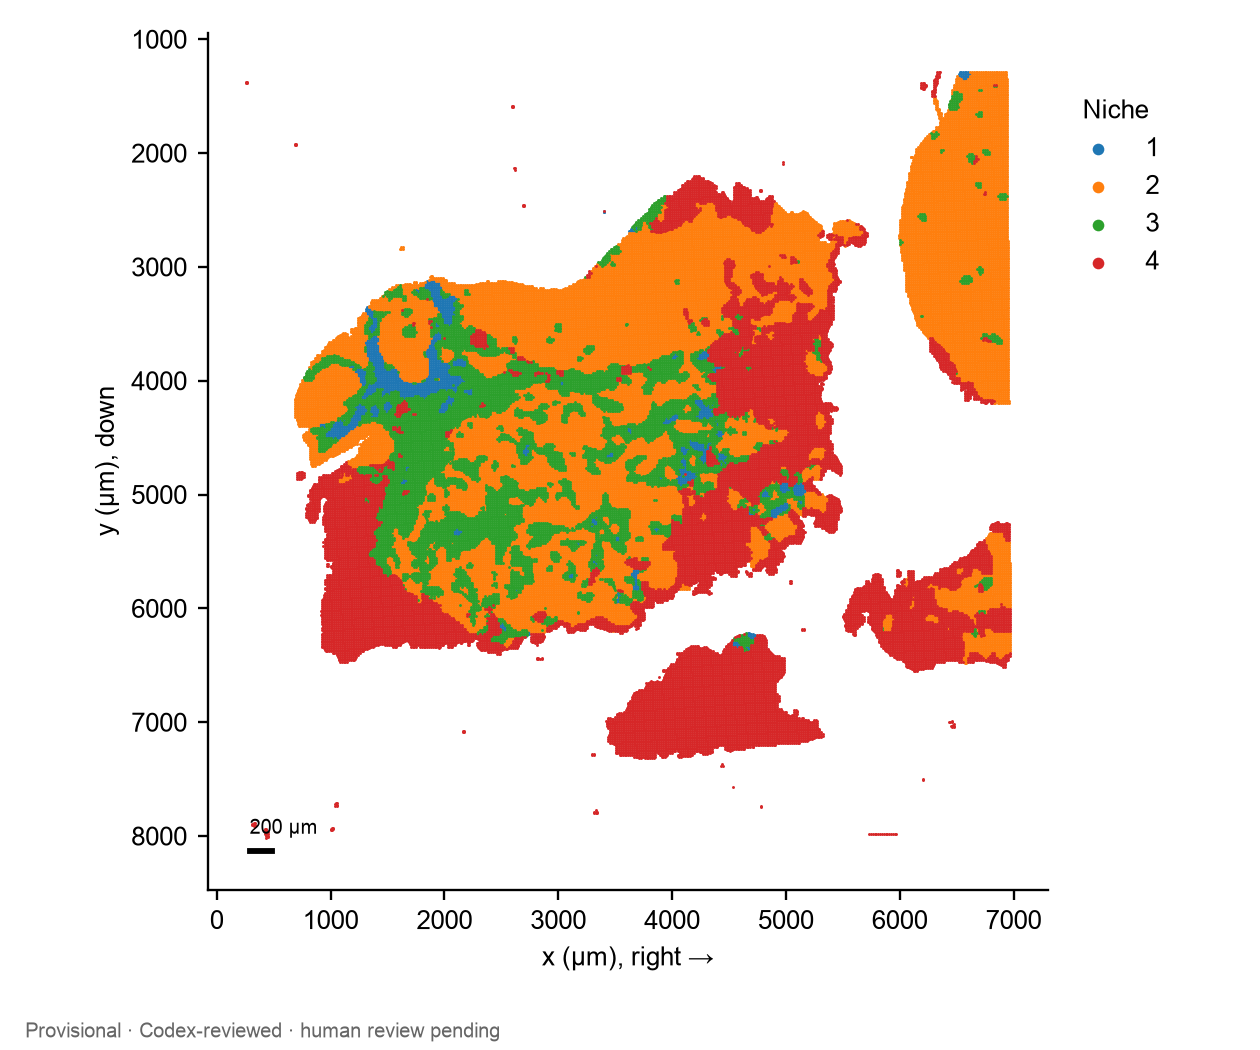 1000
2000
3000
4000
5000
6000
7000
8000
y (µm), down
0 1000 2000 3000 4000 5000 6000 7000
x (µm), right →
200 µm
Niche
1
2
3
4
Provisional · Codex-reviewed · human review pending